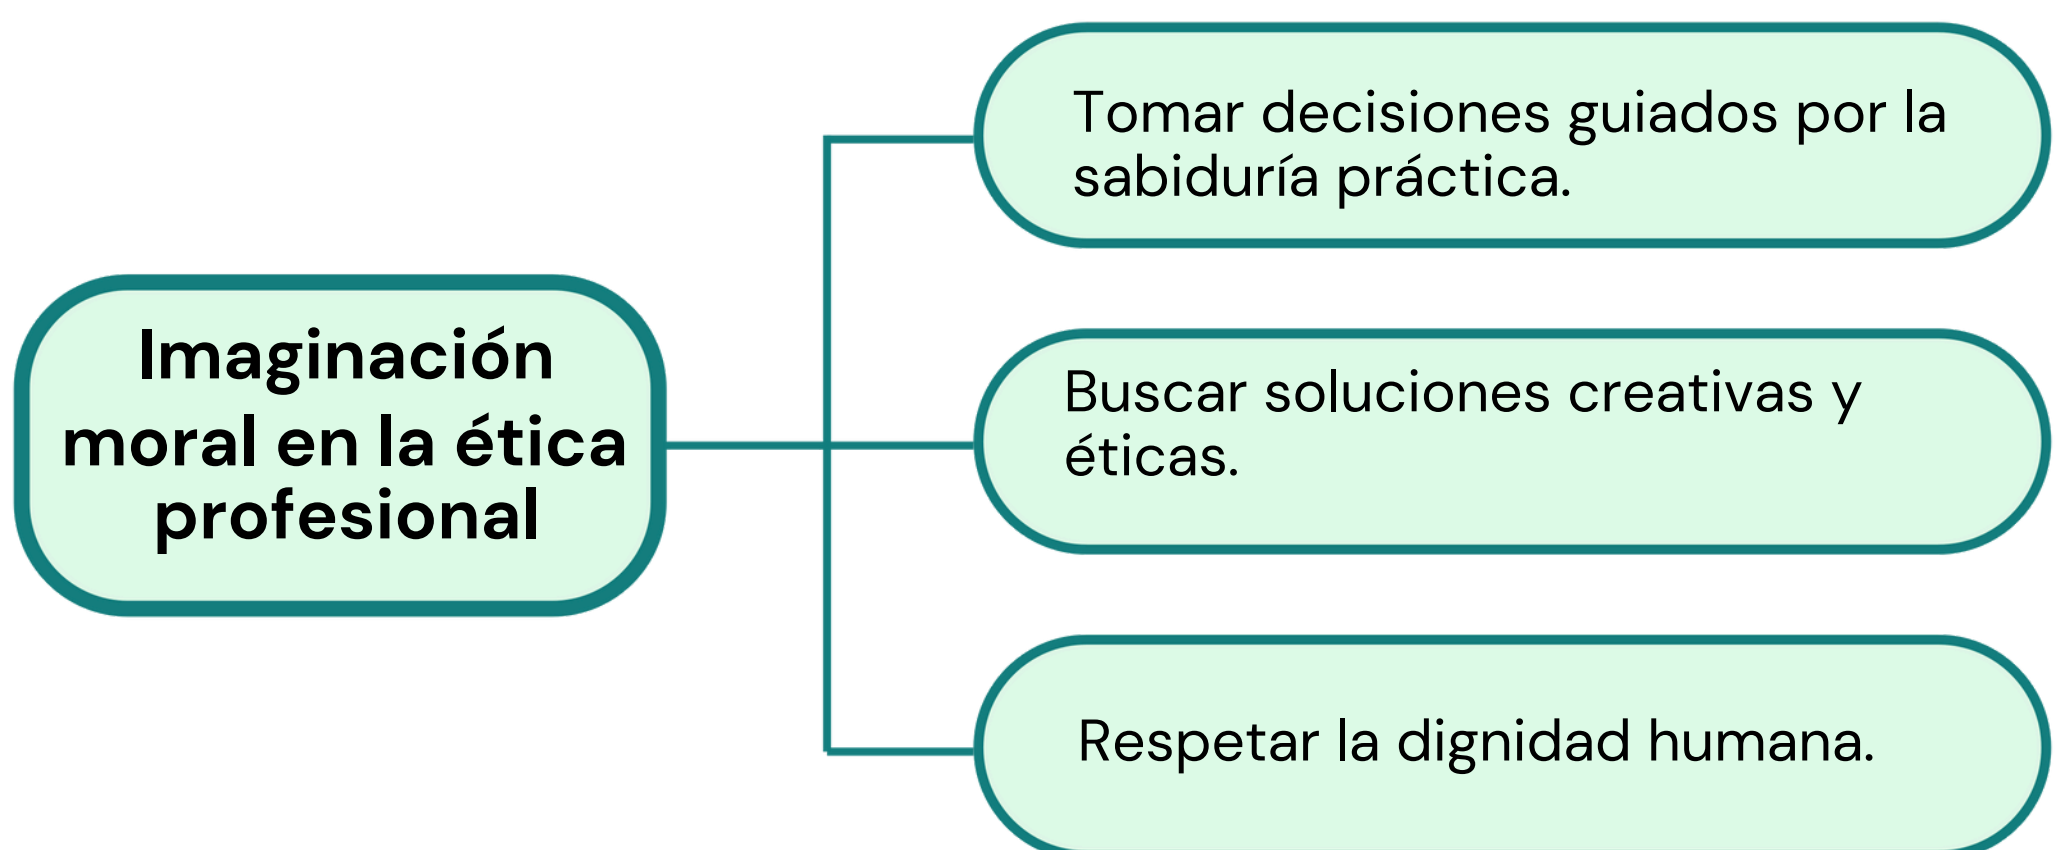 Imaginación
moral en la ética
profesional
Tomar decisiones guiados por la
sabiduría práctica.
Buscar soluciones creativas y
éticas.
Respetar la dignidad humana.